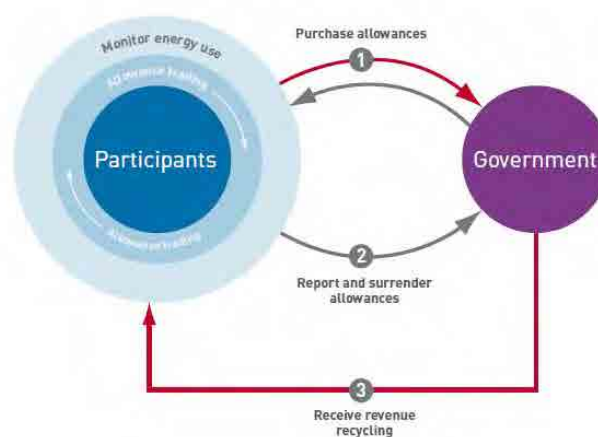 Purchase allowances
Monitor energy use
1
Allowance trading
Participants
Government
Allowance trading
2
Report and surrender
allowances
3
Receive revenue
recycling